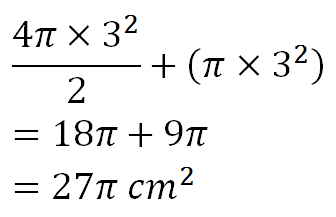 (4π × 3²)/2 + (π × 3²)
= 18π + 9π
= 27π cm²